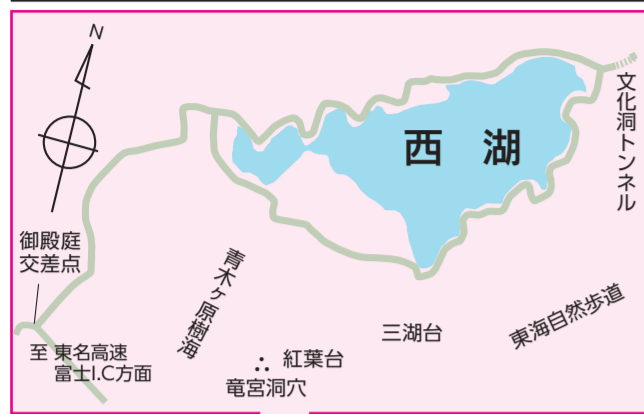 N
西 湖
文化洞トンネル
御殿庭
交差点
青木ヶ原樹海
三湖台
東海自然歩道
至 東名高速
富士I.C方面
紅葉台
竜宮洞穴